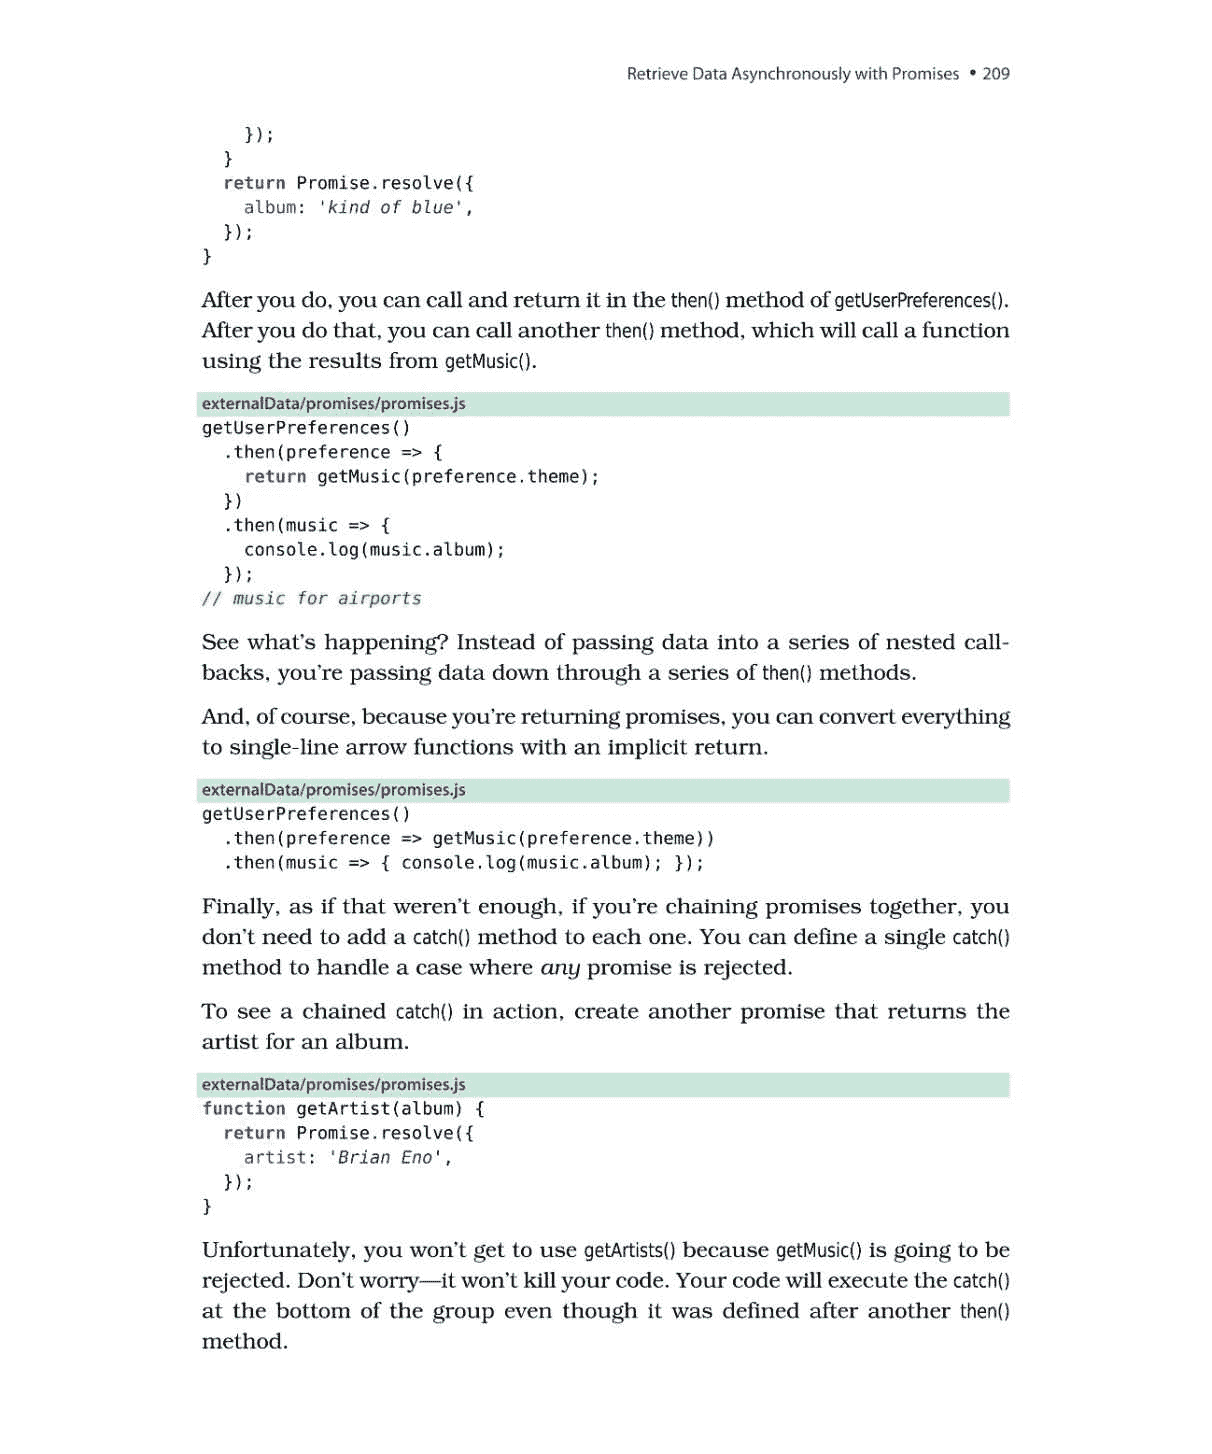 Retrieve Data Asynchronously with Promises • 209
    });
  }
  return Promise.resolve({
    album: 'kind of blue',
  });
}
After you do, you can call and return it in the then() method of getUserPreferences().
After you do that, you can call another then() method, which will call a function
using the results from getMusic().
externalData/promises/promises.js
getUserPreferences()
  .then(preference => {
    return getMusic(preference.theme);
  })
  .then(music => {
    console.log(music.album);
  });
// music for airports
See what's happening? Instead of passing data into a series of nested call-
backs, you're passing data down through a series of then() methods.
And, of course, because you're returning promises, you can convert everything
to single-line arrow functions with an implicit return.
externalData/promises/promises.js
getUserPreferences()
  .then(preference => getMusic(preference.theme))
  .then(music => { console.log(music.album); });
Finally, as if that weren't enough, if you're chaining promises together, you
don't need to add a catch() method to each one. You can define a single catch()
method to handle a case where any promise is rejected.
To see a chained catch() in action, create another promise that returns the
artist for an album.
externalData/promises/promises.js
function getArtist(album) {
  return Promise.resolve({
    artist: 'Brian Eno',
  });
}
Unfortunately, you won't get to use getArtists() because getMusic() is going to be
rejected. Don't worry—it won't kill your code. Your code will execute the catch()
at the bottom of the group even though it was defined after another then()
method.